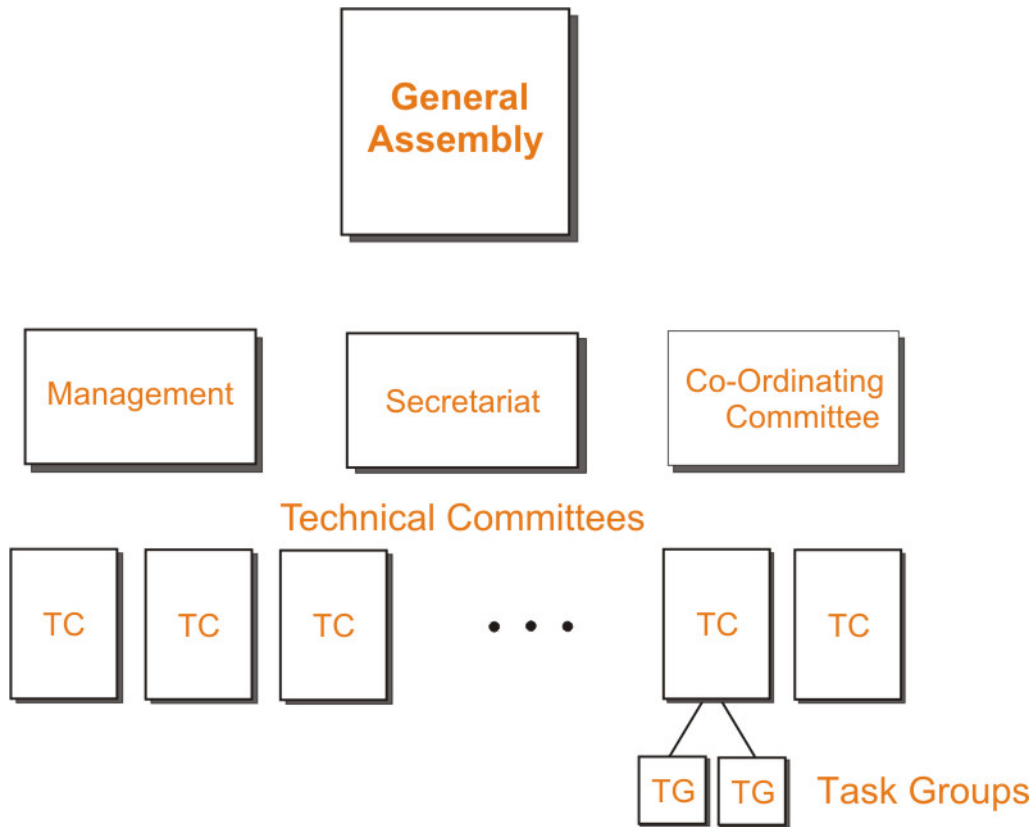 General
Assembly
Management
Secretariat
Co-Ordinating
Committee
Technical Committees
TC
TC
TC
TC
TC
TG
TG
Task Groups